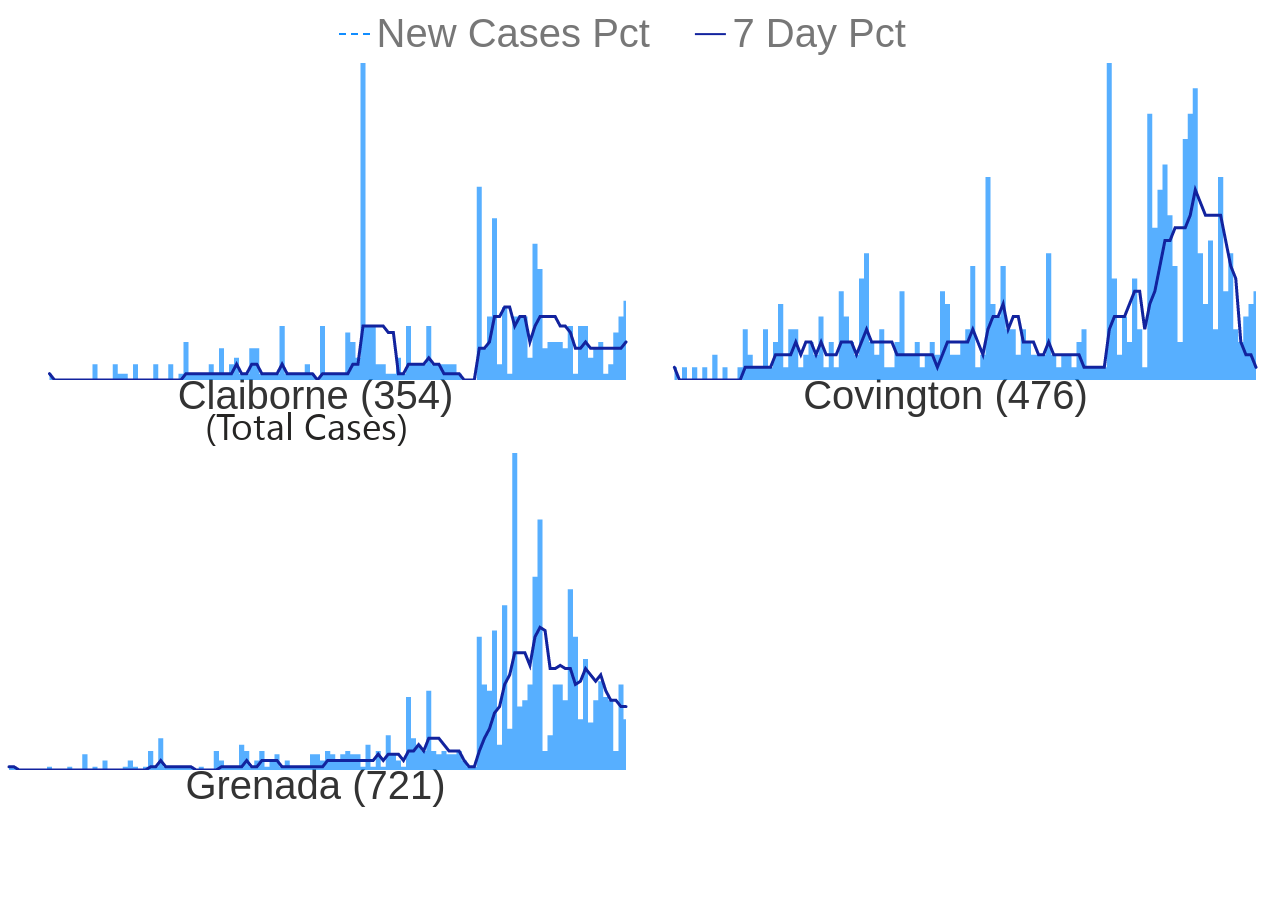 New Cases Pct 7 Day Pct
Claiborne (354)
(Total Cases)
Covington (476)
Grenada (721)